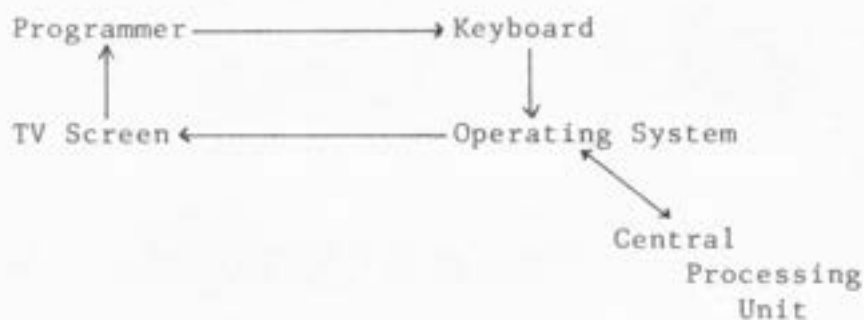 Programmer Keyboard
TV Screen Operating System
Central
Processing
Unit